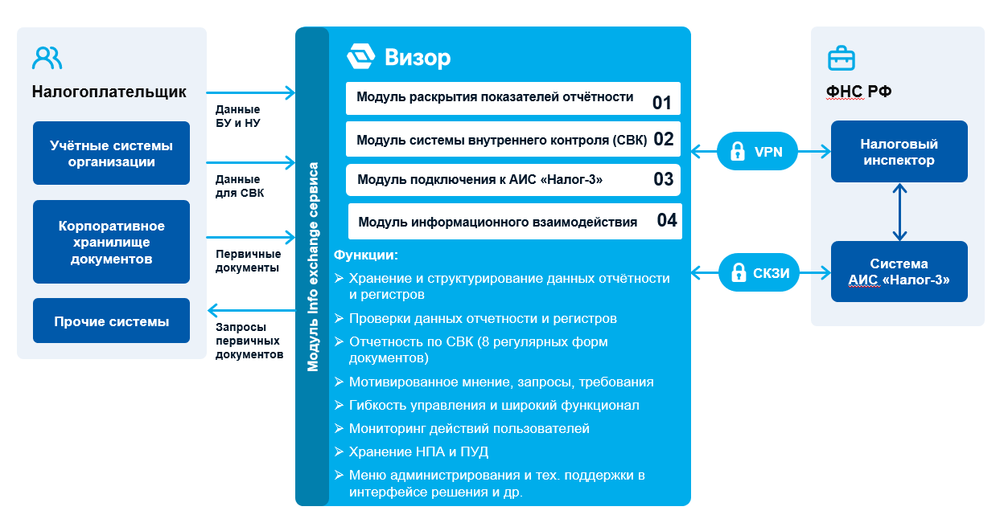 Налогоплательщик
Учётные системы
организации
Корпоративное
хранилище
документов
Прочие системы
Данные
БУ и НУ
Данные
для СВК
Первичные
документы
Запросы
первичных
документов
Модуль Info exchange сервиса
Визор
Модуль раскрытия показателей отчётности 01
Модуль системы внутреннего контроля (СВК) 02
Модуль подключения к АИС «Налог-3» 03
Модуль информационного взаимодействия 04
Функции:
Хранение и структурирование данных отчётности
и регистров
Проверки данных отчетности и регистров
Отчетность по СВК (8 регулярных форм
документов)
Мотивированное мнение, запросы, требования
Гибкость управления и широкий функционал
Мониторинг действий пользователей
Хранение НПА и ПУД
Меню администрирования и тех. поддержки в
интерфейсе решения и др.
VPN
СКЗИ
ФНС РФ
Налоговый
инспектор
Система
АИС «Налог-3»